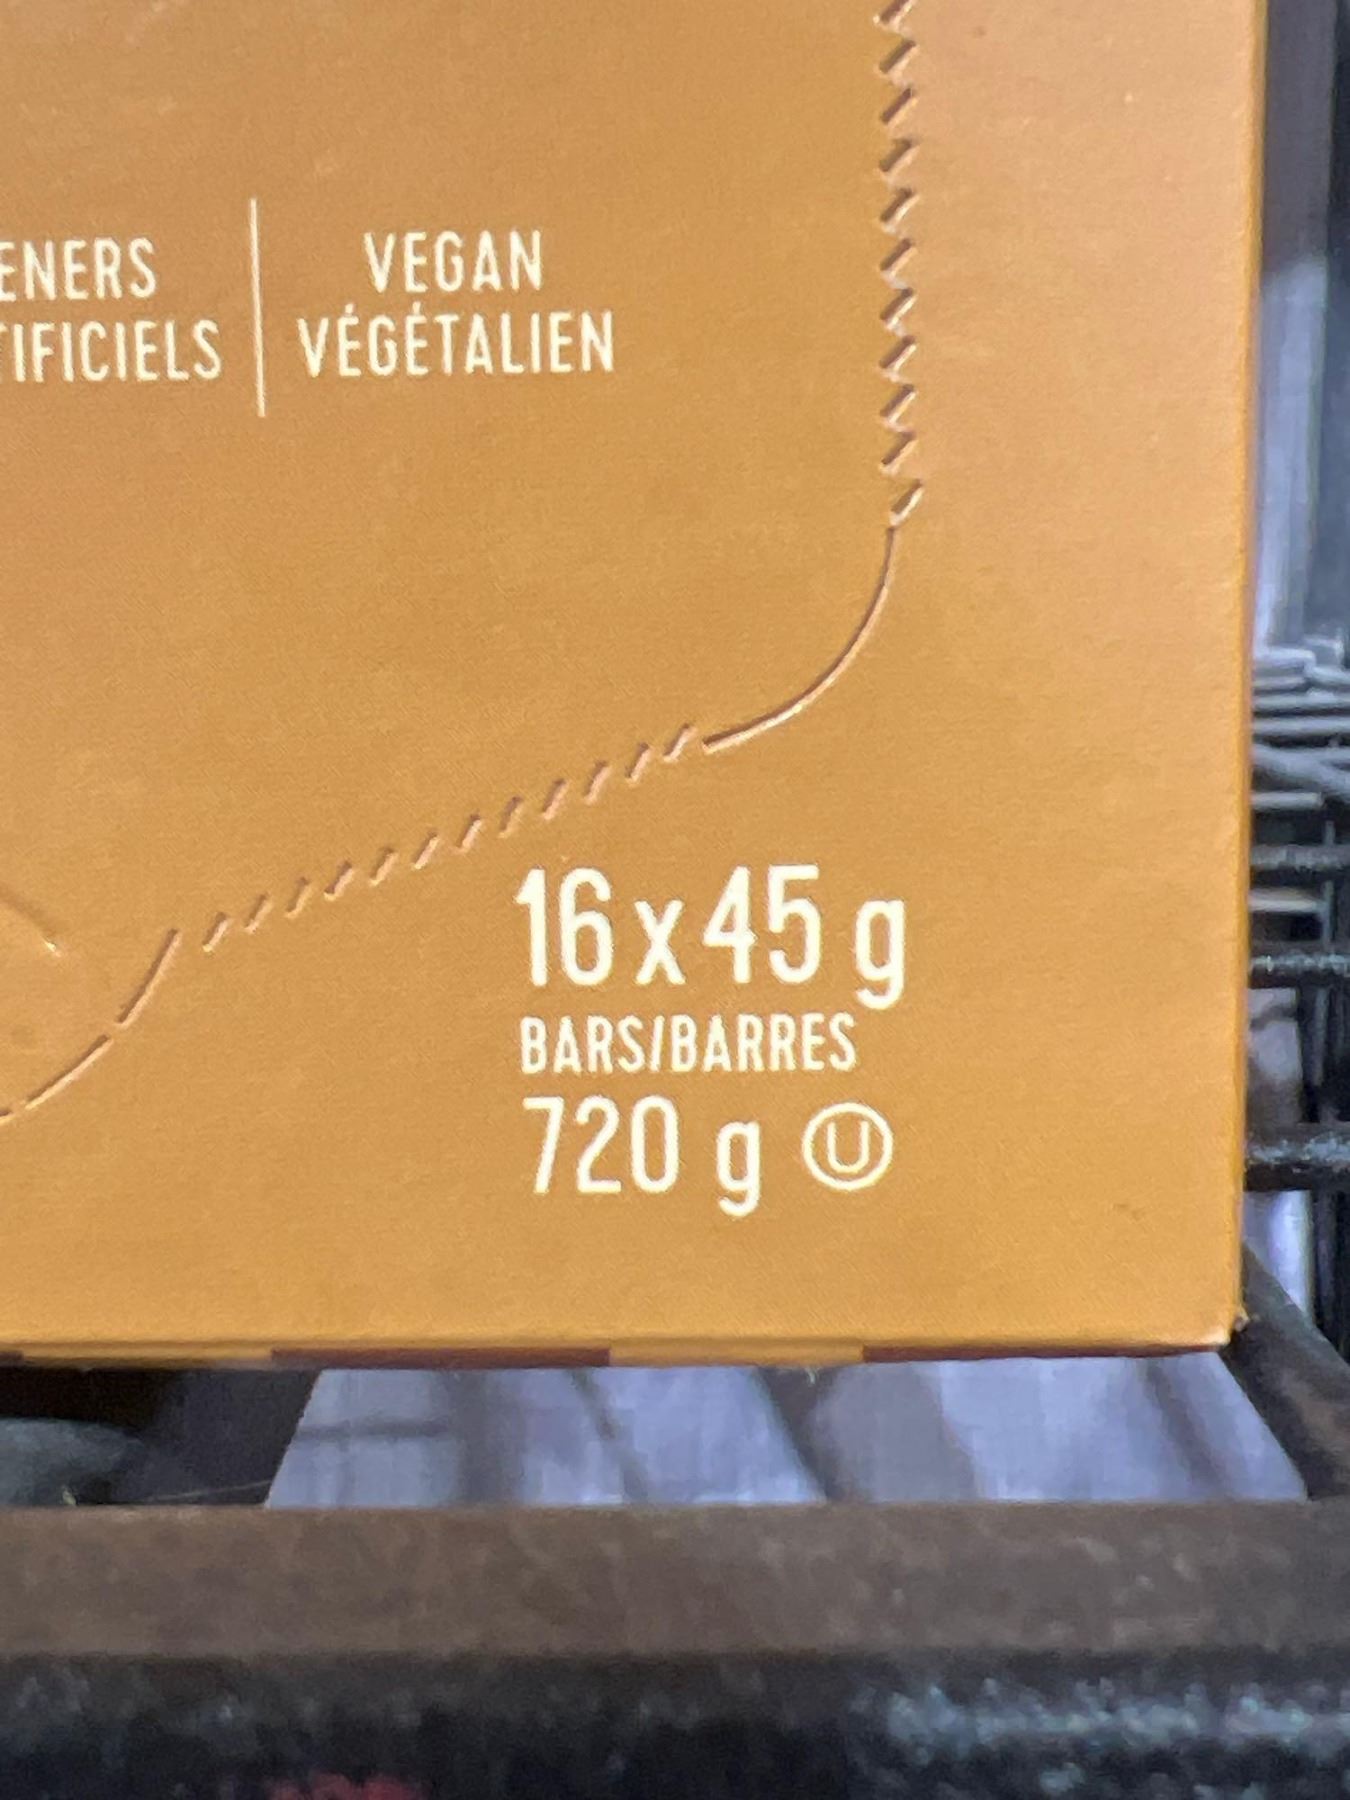 ENERS
TIFICIELS
VEGAN
VÉGÉTALIEN
16 x 45 g
BARS/BARRES
720 g Ⓤ